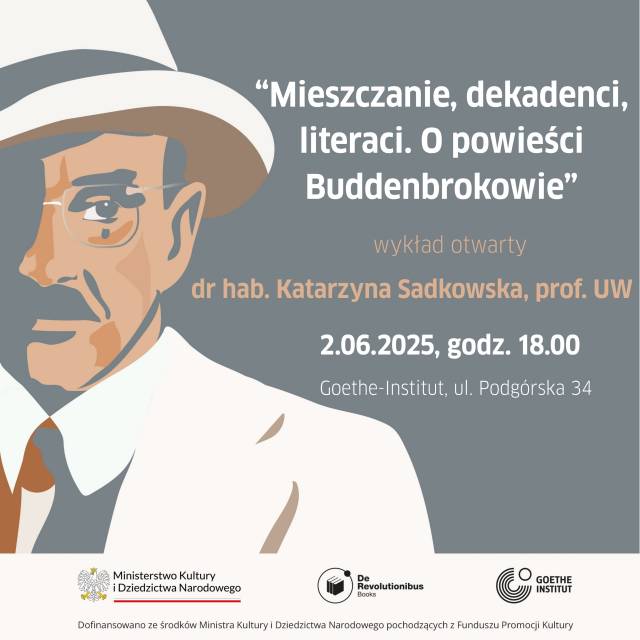 “Mieszczanie, dekadenci,
literaci. O powieści
Buddenbrokowie”
wykład otwarty
dr hab. Katarzyna Sadkowska, prof. UW
2.06.2025, godz. 18.00
Goethe-Institut, ul. Podgórska 34
Ministerstwo Kultury
i Dziedzictwa Narodowego
De
Revolutionibus
Books
GOETHE
INSTITUT
Dofinansowano ze środków Ministra Kultury i Dziedzictwa Narodowego pochodzących z Funduszu Promocji Kultury